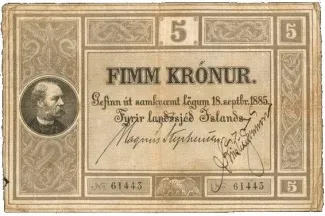 5
FIMM KRÓNUR.
Gefinn út samkvæmt lögum 18. septbr. 1885
Fyrir landssjóð Íslands
Magnús Stephensen
№ 61443
№ 61443
5
5